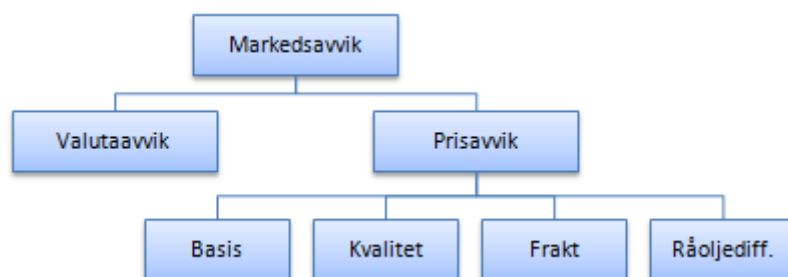 Markedsavvik
Valutaavvik
Prisavvik
Basis
Kvalitet
Frakt
Råoljediff.